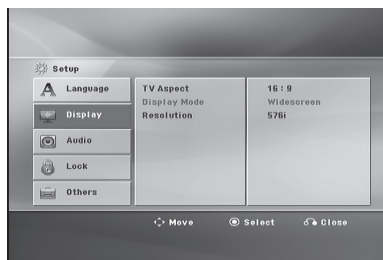 Setup
Language
Display
Audio
Lock
Others
TV Aspect 16 : 9
Display Mode Widescreen
Resolution 576i
Move Select Close